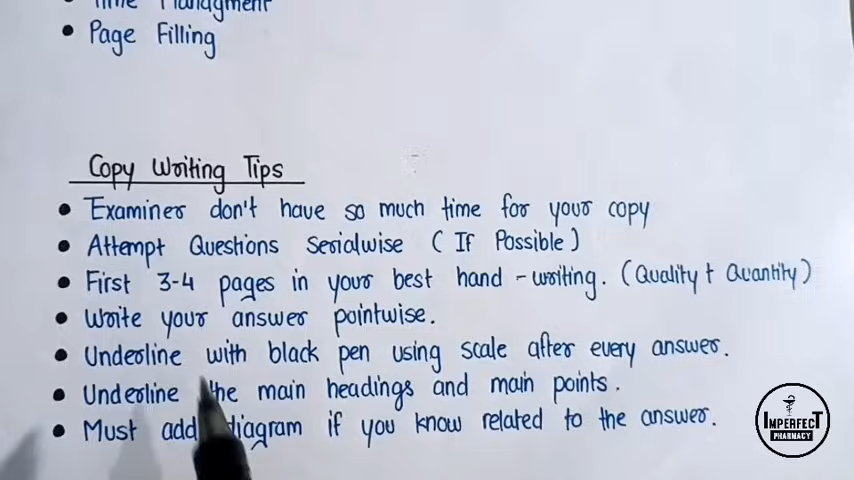 Time Managment
• Page Filling
Copy Writing Tips
• Examiner don't have so much time for your copy
• Attempt Questions Serialwise (If Possible)
• First 3-4 pages in your best hand-writing. (Quality + Quantity)
• Write your answer pointwise.
• Underline with black pen using scale after every answer.
• Underline the main headings and main points.
• Must add diagram if you know related to the answer.
IMPERFECT
PHARMACY